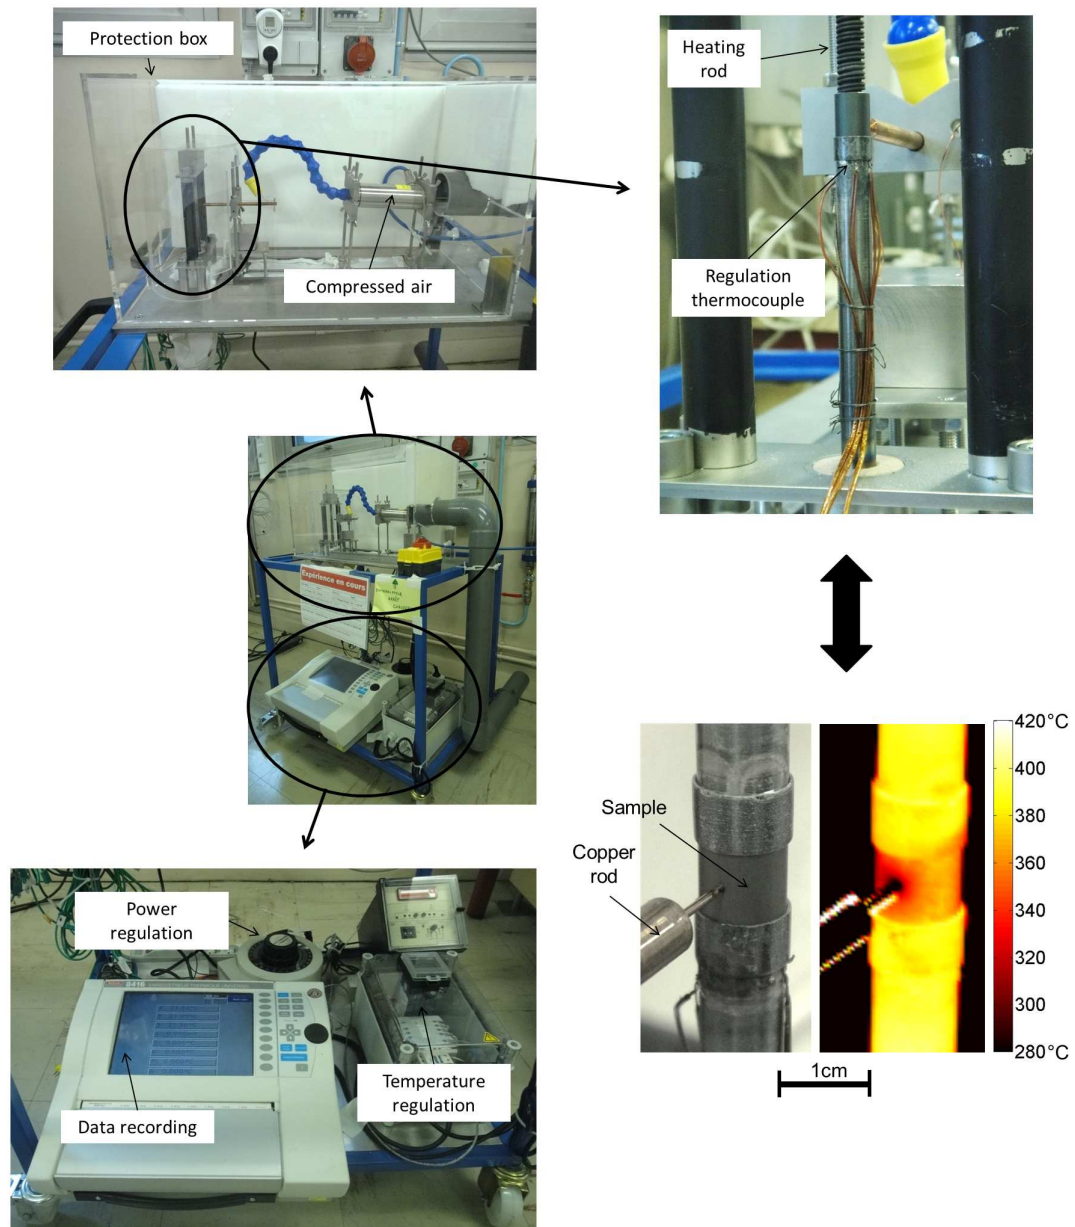 Protection box
Compressed air
Heating
rod
Regulation
thermocouple
Expérience en cours
Sample
Copper
rod
420°C
400
380
360
340
320
300
280°C
1cm
Power
regulation
8416
Temperature
regulation
Data recording